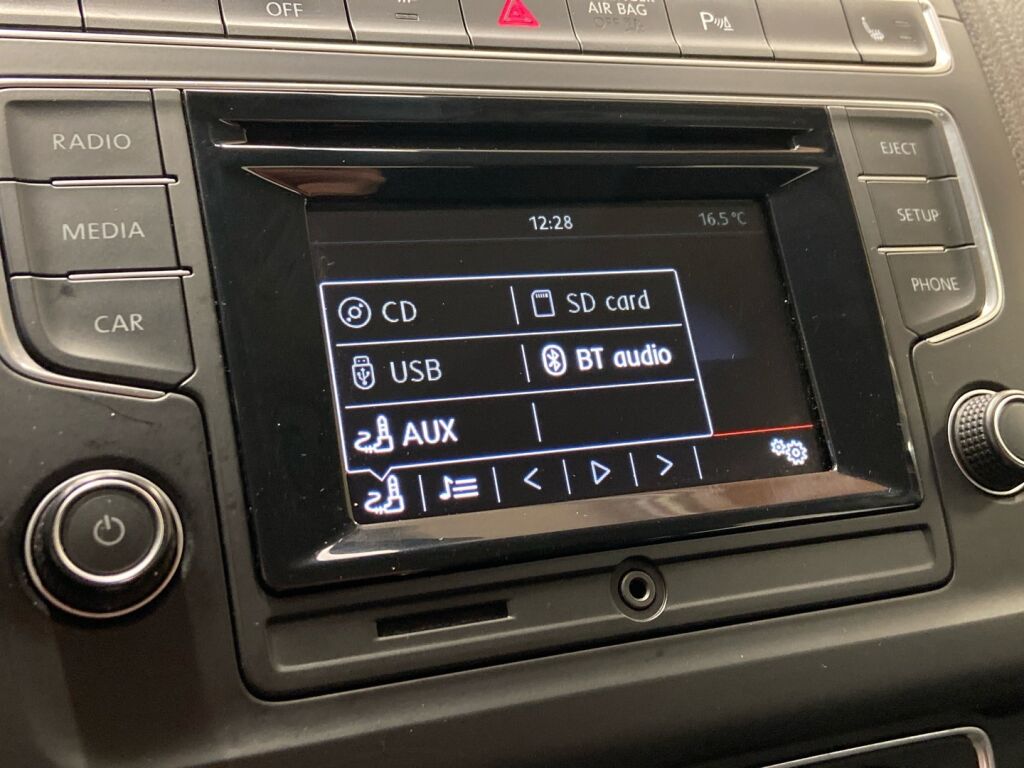 OFF
AIR BAG
OFF
P
RADIO
MEDIA
CAR
EJECT
SETUP
PHONE
12:28
16.5 °C
CD
SD card
USB
BT audio
AUX